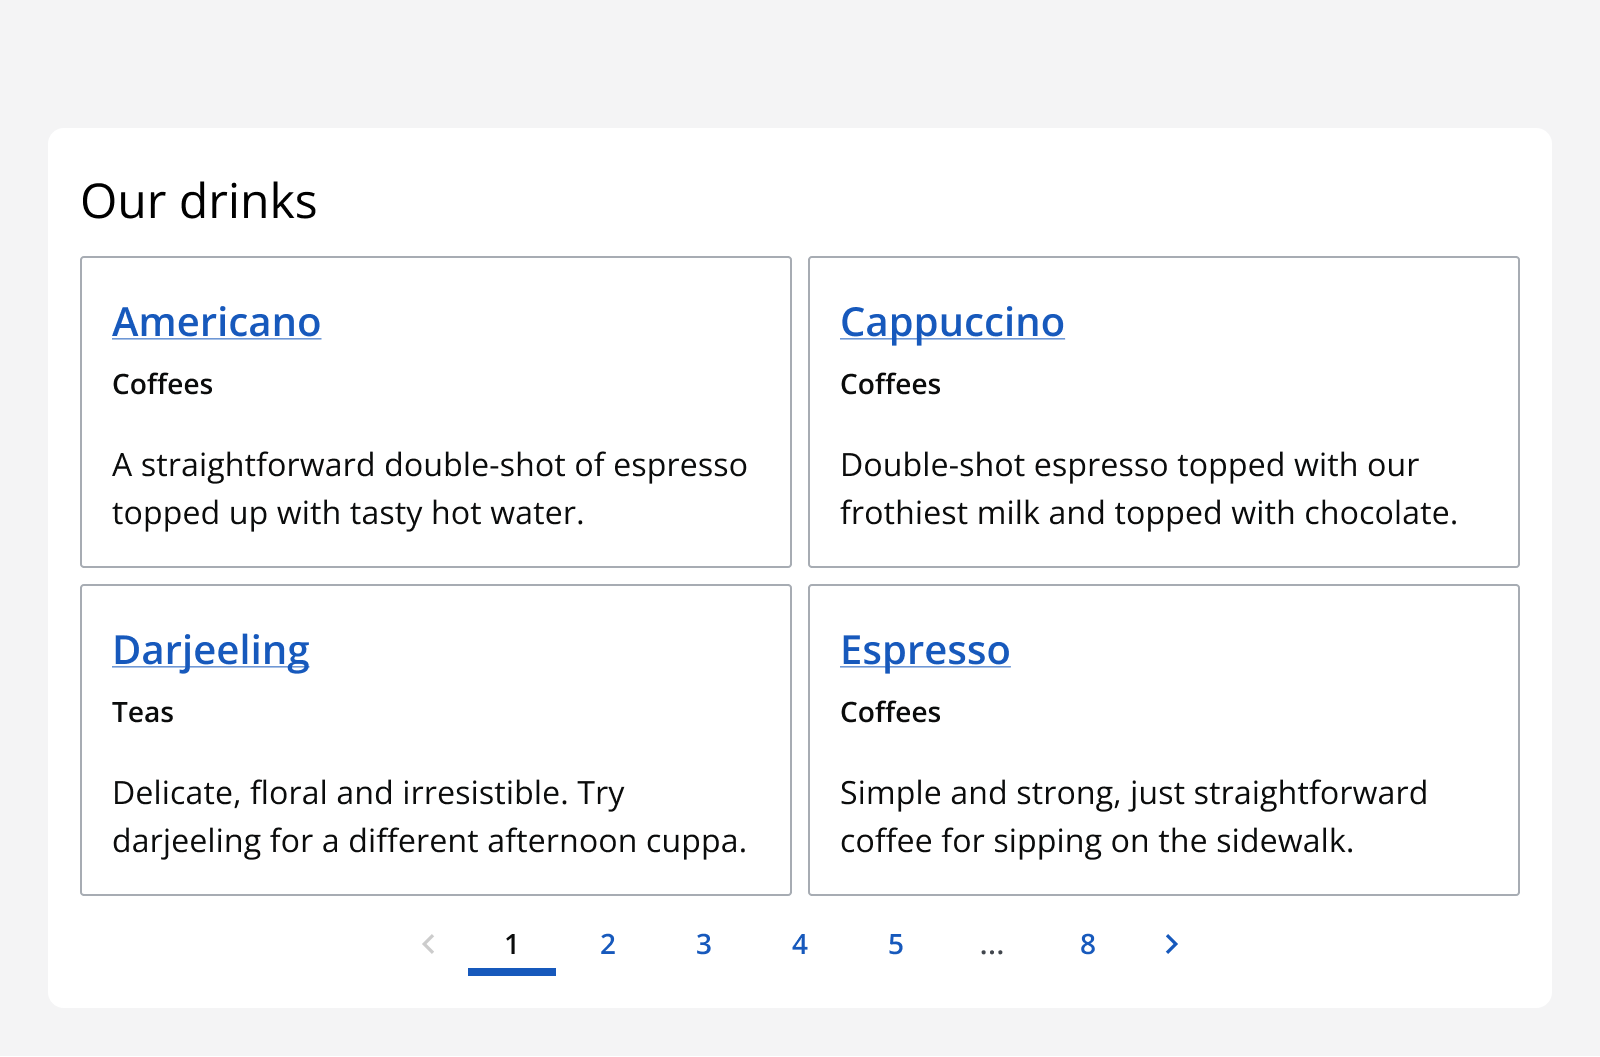 Our drinks
Americano
Coffees
A straightforward double-shot of espresso
topped up with tasty hot water.
Cappuccino
Coffees
Double-shot espresso topped with our
frothiest milk and topped with chocolate.
Darjeeling
Teas
Delicate, floral and irresistible. Try
darjeeling for a different afternoon cuppa.
Espresso
Coffees
Simple and strong, just straightforward
coffee for sipping on the sidewalk.
1 2 3 4 5 ... 8